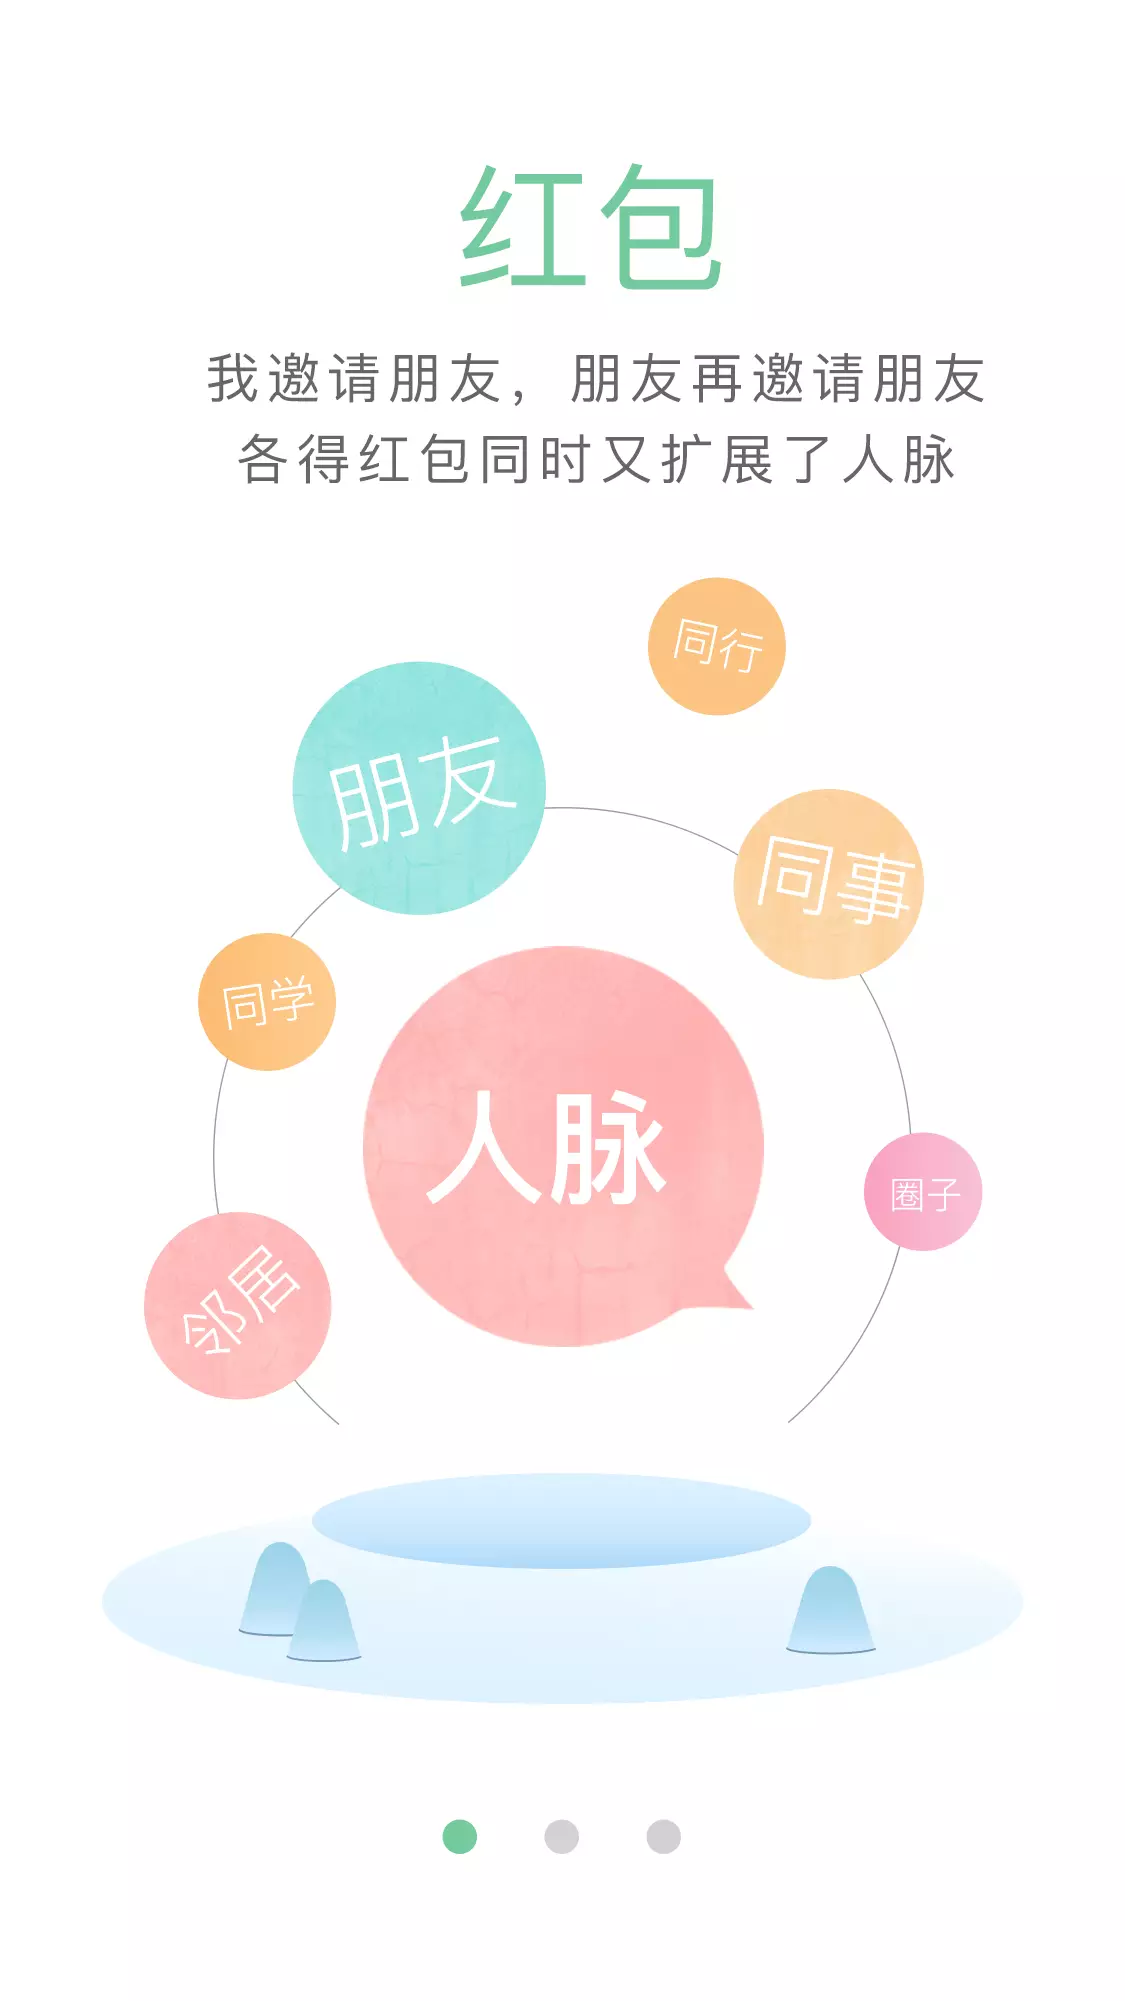 红包
我邀请朋友，朋友再邀请朋友
各得红包同时又扩展了人脉
同行
朋友
同事
同学
人脉
圈子
邻居